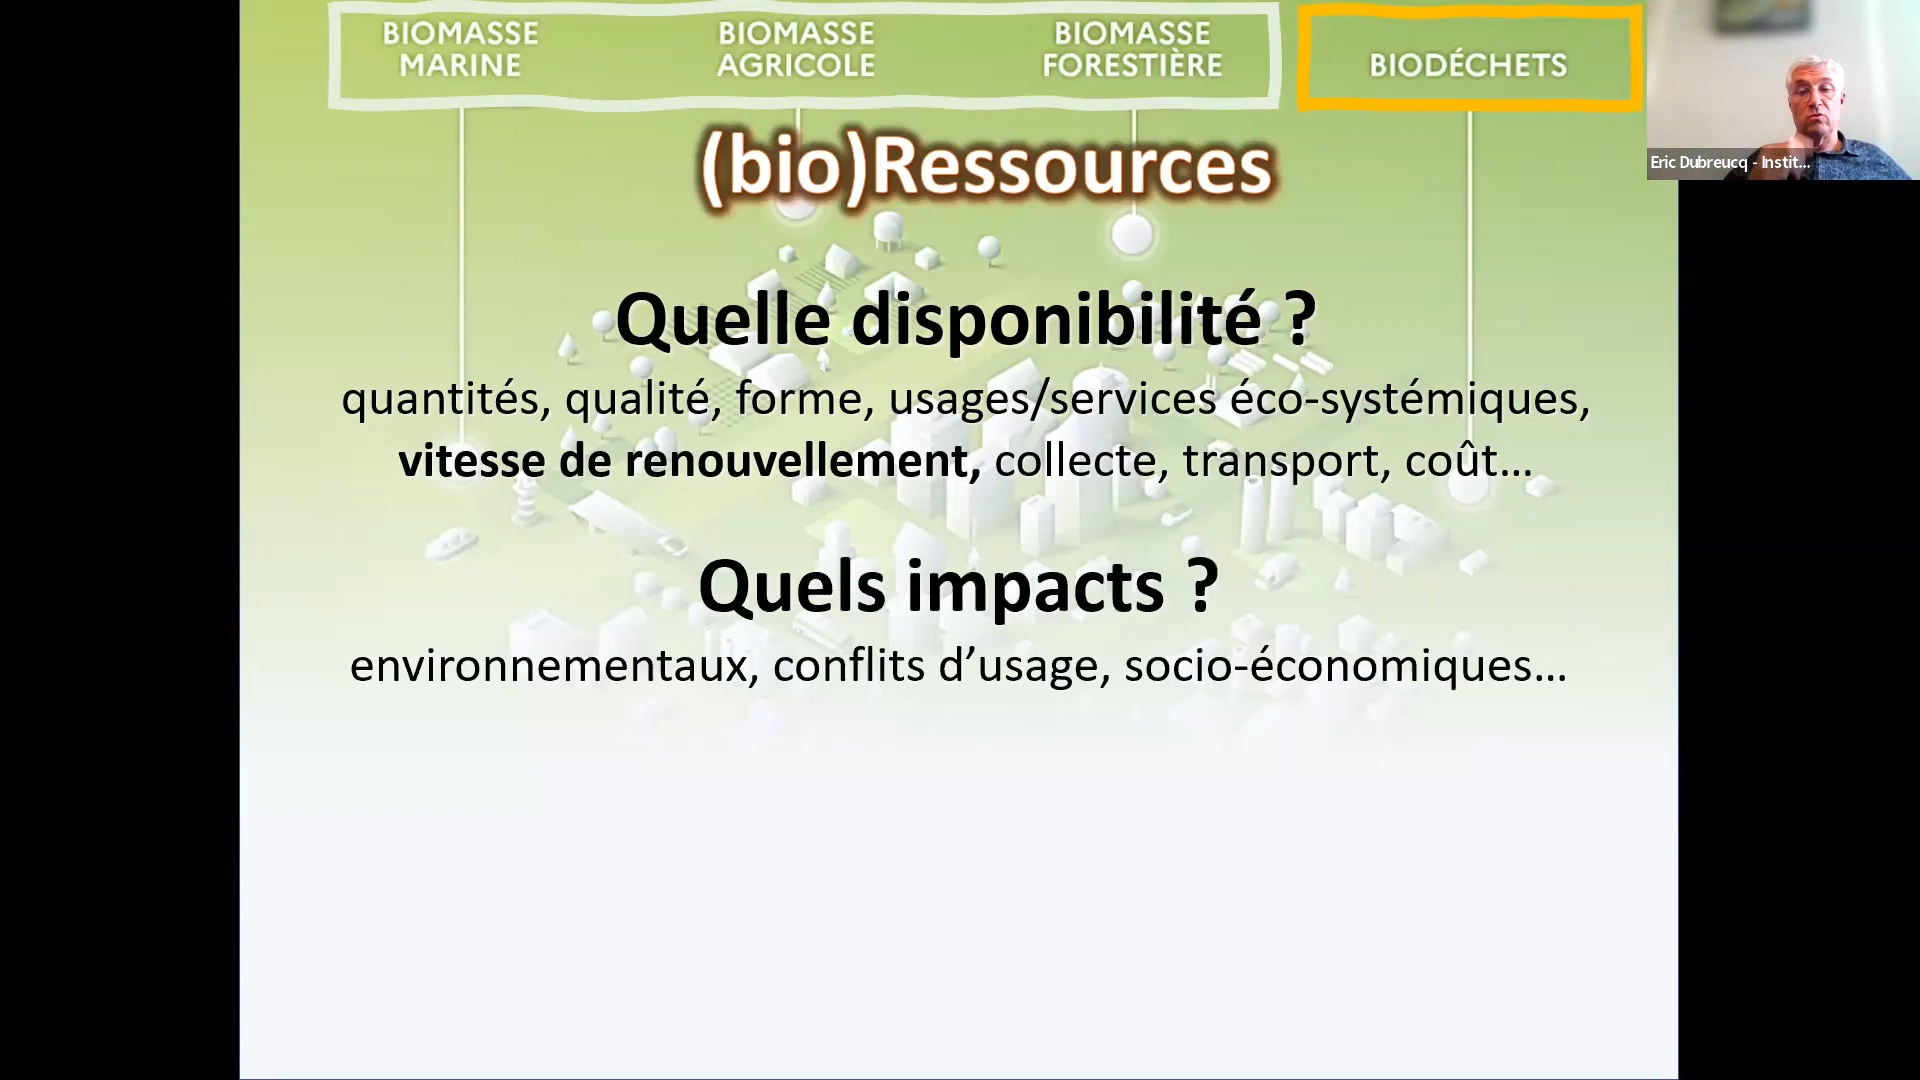 BIOMASSE
MARINE
BIOMASSE
AGRICOLE
BIOMASSE
FORESTIÈRE
BIODÉCHETS
Eric Dubreucq - Instit...
(bio)Ressources
Quelle disponibilité ?
quantités, qualité, forme, usages/services éco-systémiques,
vitesse de renouvellement, collecte, transport, coût…
Quels impacts ?
environnementaux, conflits d’usage, socio-économiques…